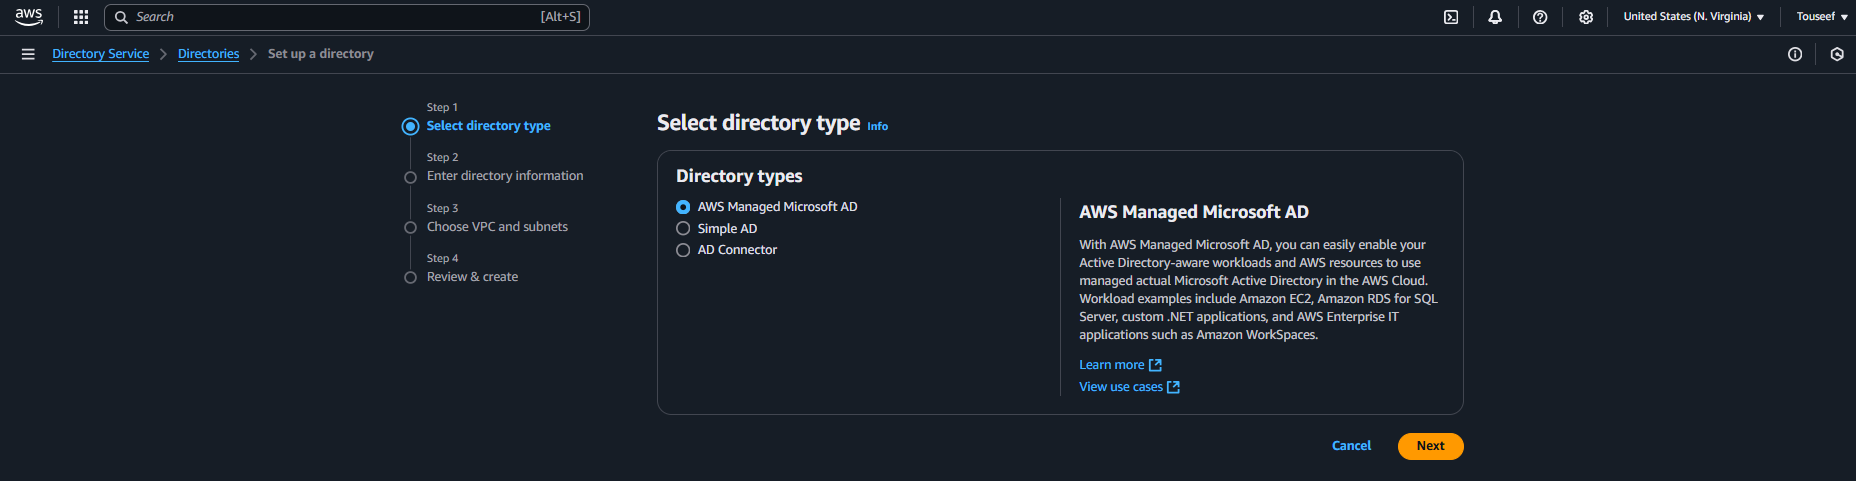 aws
Search
[Alt+S]
United States (N. Virginia)
Touseef
Directory Service
Directories
Set up a directory
Step 1
Select directory type
Step 2
Enter directory information
Step 3
Choose VPC and subnets
Step 4
Review & create
Select directory type Info
Directory types
AWS Managed Microsoft AD
Simple AD
AD Connector
AWS Managed Microsoft AD
With AWS Managed Microsoft AD, you can easily enable your
Active Directory-aware workloads and AWS resources to use
managed actual Microsoft Active Directory in the AWS Cloud.
Workload examples include Amazon EC2, Amazon RDS for SQL
Server, custom .NET applications, and AWS Enterprise IT
applications such as Amazon WorkSpaces.
Learn more
View use cases
Cancel
Next